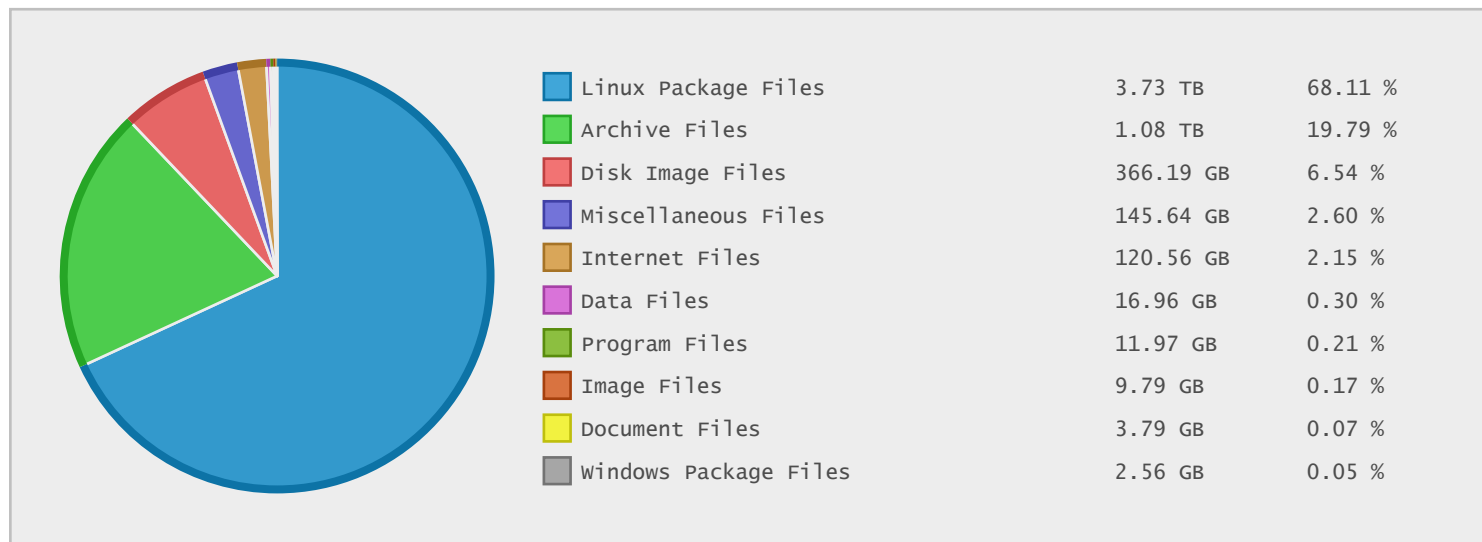 Linux Package Files 3.73 TB 68.11 %
Archive Files 1.08 TB 19.79 %
Disk Image Files 366.19 GB 6.54 %
Miscellaneous Files 145.64 GB 2.60 %
Internet Files 120.56 GB 2.15 %
Data Files 16.96 GB 0.30 %
Program Files 11.97 GB 0.21 %
Image Files 9.79 GB 0.17 %
Document Files 3.79 GB 0.07 %
Windows Package Files 2.56 GB 0.05 %